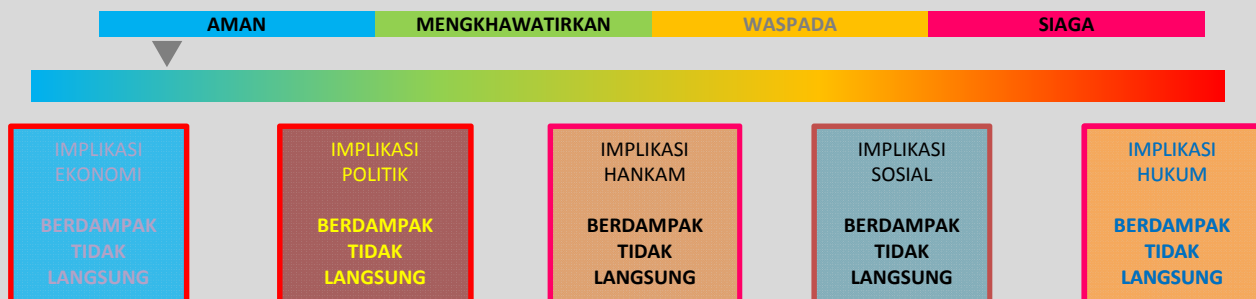 AMAN
MENGKHAWATIRKAN
WASPADA
SIAGA
IMPLIKASI
EKONOMI
BERDAMPAK
TIDAK
LANGSUNG
IMPLIKASI
POLITIK
BERDAMPAK
TIDAK
LANGSUNG
IMPLIKASI
HANKAM
BERDAMPAK
TIDAK
LANGSUNG
IMPLIKASI
SOSIAL
BERDAMPAK
TIDAK
LANGSUNG
IMPLIKASI
HUKUM
BERDAMPAK
TIDAK
LANGSUNG